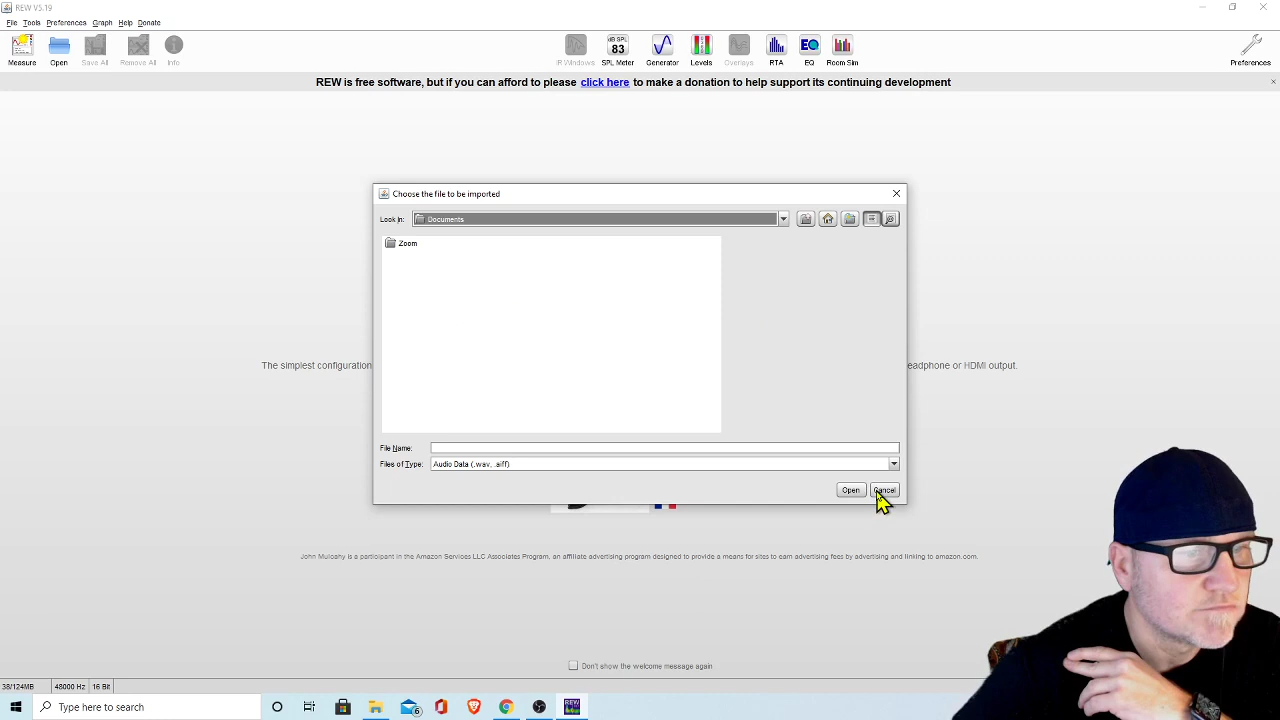 REW V5.19
File Tools Preferences Graph Help Donate
dB SPL
83
Measure Open Save All Remove All Info IR Windows SPL Meter Generator Levels Overlays RTA EQ Room Sim Preferences
REW is free software, but if you can afford to please click here to make a donation to help support its continuing development
Choose the file to be imported
Look in: Documents
Zoom
The simplest configuration
eadphone or HDMI output.
File Name:
Files of Type: Audio Data (.wav, .aiff)
Open Cancel
John Mulcahy is a participant in the Amazon Services LLC Associates Program, an affiliate advertising program designed to provide a means for sites to earn advertising fees by advertising and linking to amazon.com.
Don't show the welcome message again
38/124MB 48000 Hz 16 Bit
Type here to search
6
REW